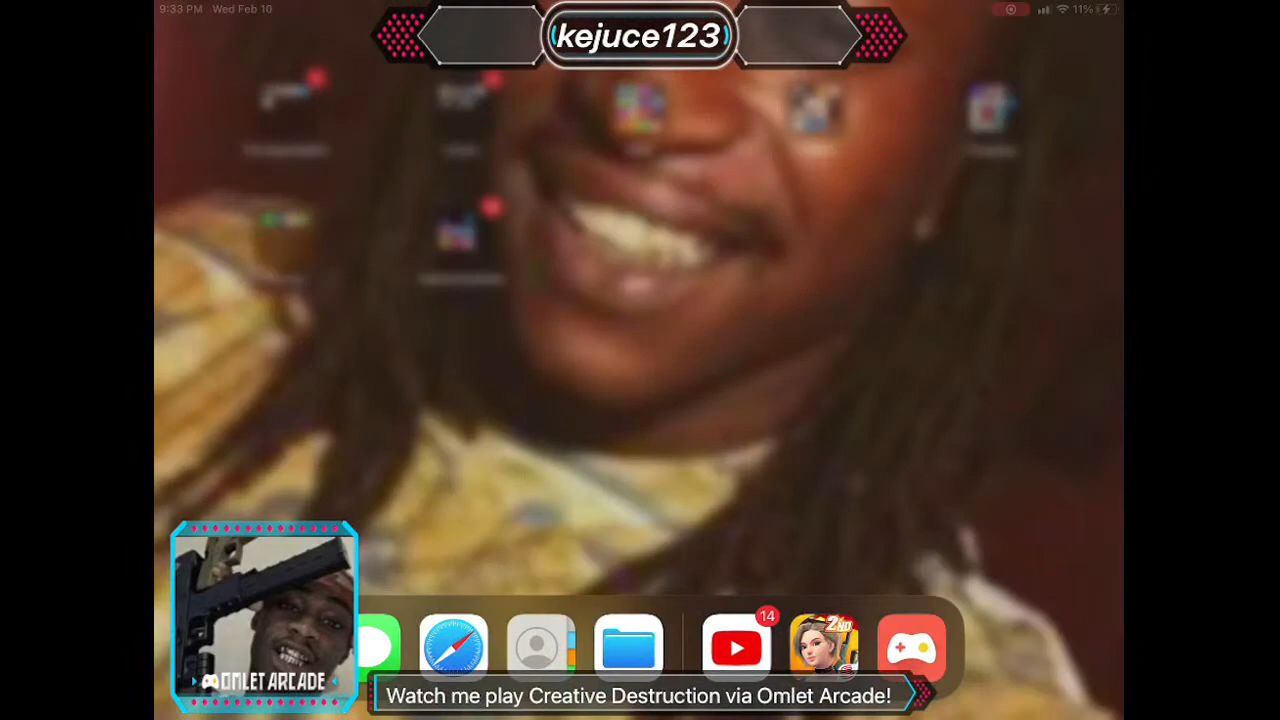 9:33 PM Wed Feb 10
11%
kejuce123
14
2ND
OMLET ARCADE
Watch me play Creative Destruction via Omlet Arcade!